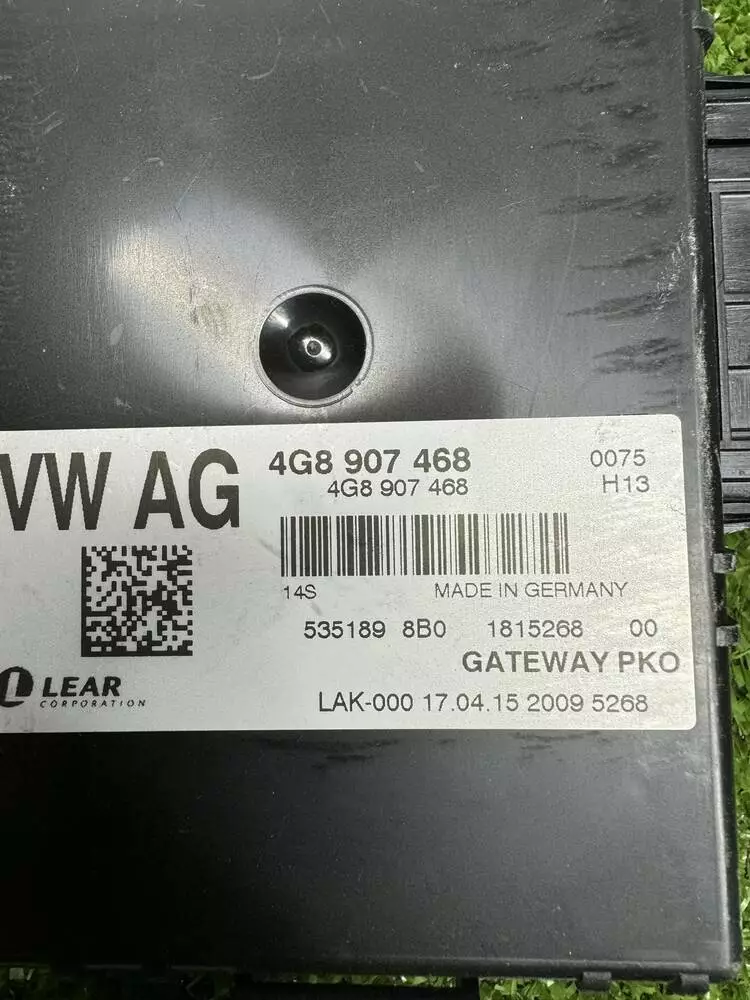 VW AG
4G8 907 468
4G8 907 468
0075
H13
14S
MADE IN GERMANY
535189 8B0 1815268 00
GATEWAY PKO
LEAR
CORPORATION
LAK-000 17.04.15 2009 5268